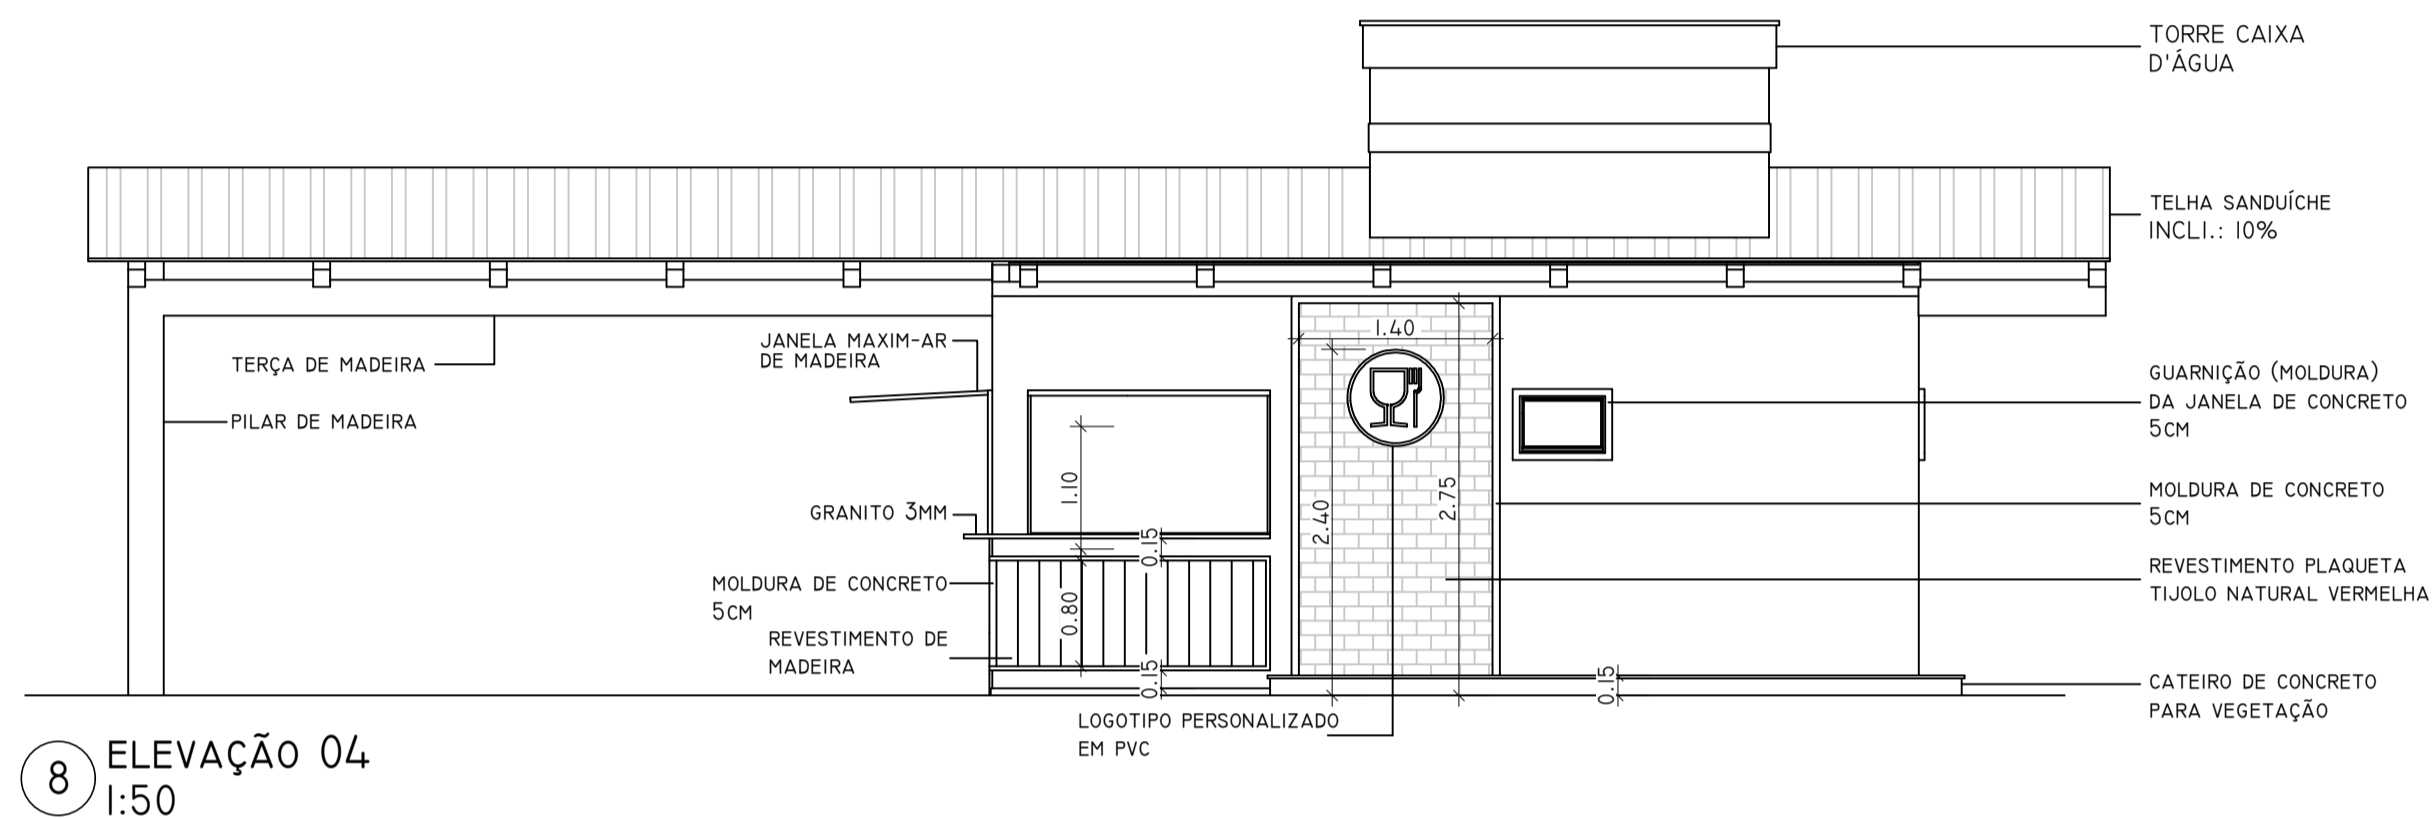 TORRE CAIXA
D'ÁGUA
TELHA SANDUÍCHE
INCLI.: 10%
JANELA MAXIM-AR
DE MADEIRA
TERÇA DE MADEIRA
PILAR DE MADEIRA
1.40
GUARNIÇÃO (MOLDURA)
DA JANELA DE CONCRETO
5CM
1.10
2.40
2.75
GRANITO 3MM
0.15
MOLDURA DE CONCRETO
5CM
MOLDURA DE CONCRETO
5CM
0.80
REVESTIMENTO DE
MADEIRA
REVESTIMENTO PLAQUETA
TIJOLO NATURAL VERMELHA
0.15
0.15
CATEIRO DE CONCRETO
PARA VEGETAÇÃO
LOGOTIPO PERSONALIZADO
EM PVC
8
ELEVAÇÃO 04
1:50